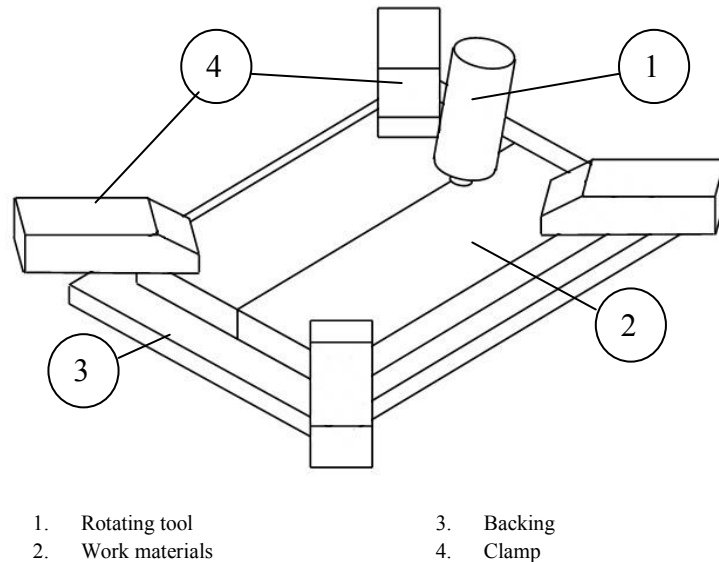 4
1
2
3
1. Rotating tool
2. Work materials
3. Backing
4. Clamp